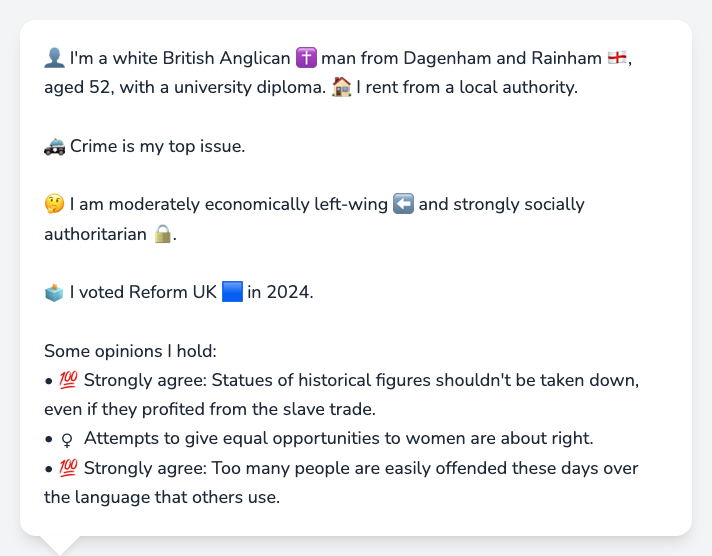 👤 I'm a white British Anglican ✝️ man from Dagenham and Rainham 🏴󠁧󠁢󠁥󠁮󠁧󠁿,
aged 52, with a university diploma. 🏠 I rent from a local authority.
🚓 Crime is my top issue.
🤔 I am moderately economically left-wing ⬅️ and strongly socially
authoritarian 🔒.
🗳️ I voted Reform UK 🟦 in 2024.
Some opinions I hold:
• 💯 Strongly agree: Statues of historical figures shouldn't be taken down,
even if they profited from the slave trade.
• ♀ Attempts to give equal opportunities to women are about right.
• 💯 Strongly agree: Too many people are easily offended these days over
the language that others use.